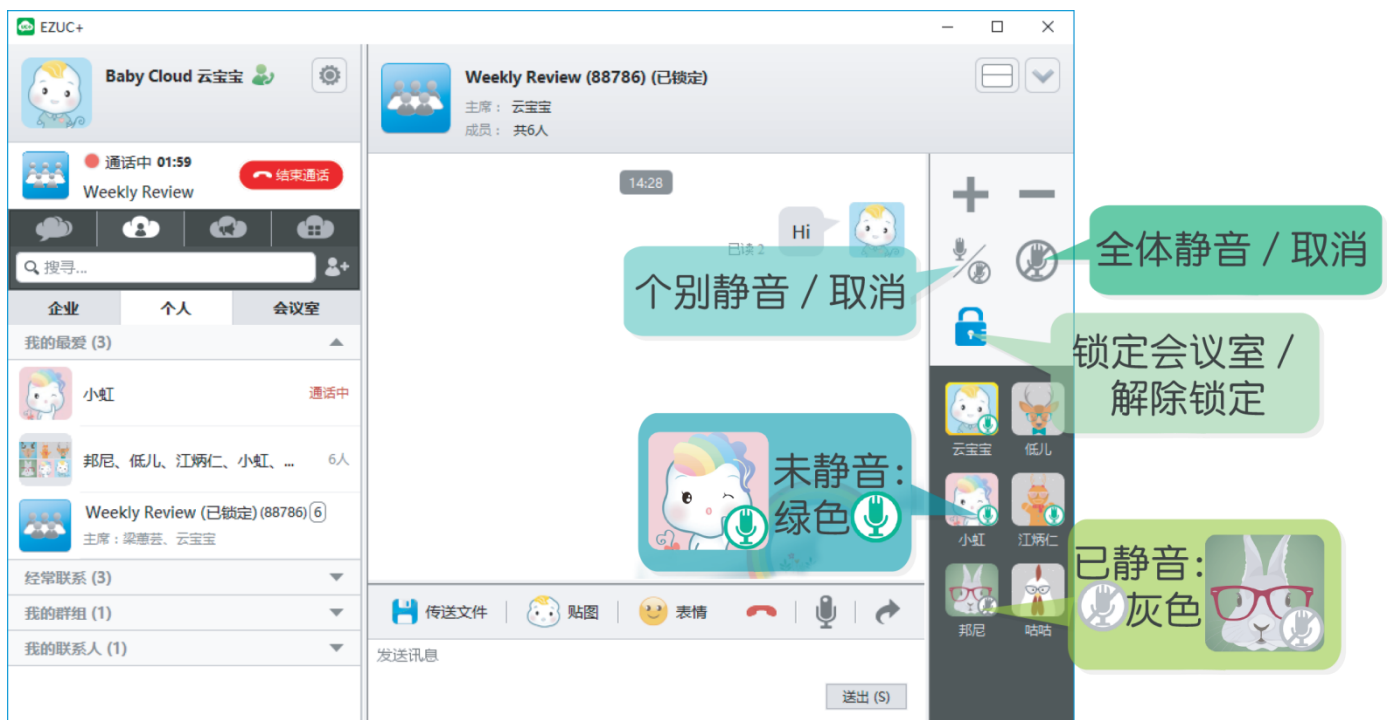 EZUC+
Baby Cloud 云宝宝
通话中 01:59
结束通话
Weekly Review
搜寻...
企业
个人
会议室
我的最爱 (3)
小虹
通话中
邦尼、低儿、江炳仁、小虹、...
6人
Weekly Review (已锁定) (88786) 6
主席：梁蕙芸、云宝宝
经常联系 (3)
我的群组 (1)
我的联系人 (1)
Weekly Review (88786) (已锁定)
主席： 云宝宝
成员： 共6人
14:28
Hi
已读 2
个别静音 / 取消
全体静音 / 取消
锁定会议室 /
解除锁定
未静音:
绿色
云宝宝
低儿
小虹
江炳仁
邦尼
咕咕
已静音:
灰色
传送文件
贴图
表情
发送讯息
送出 (S)